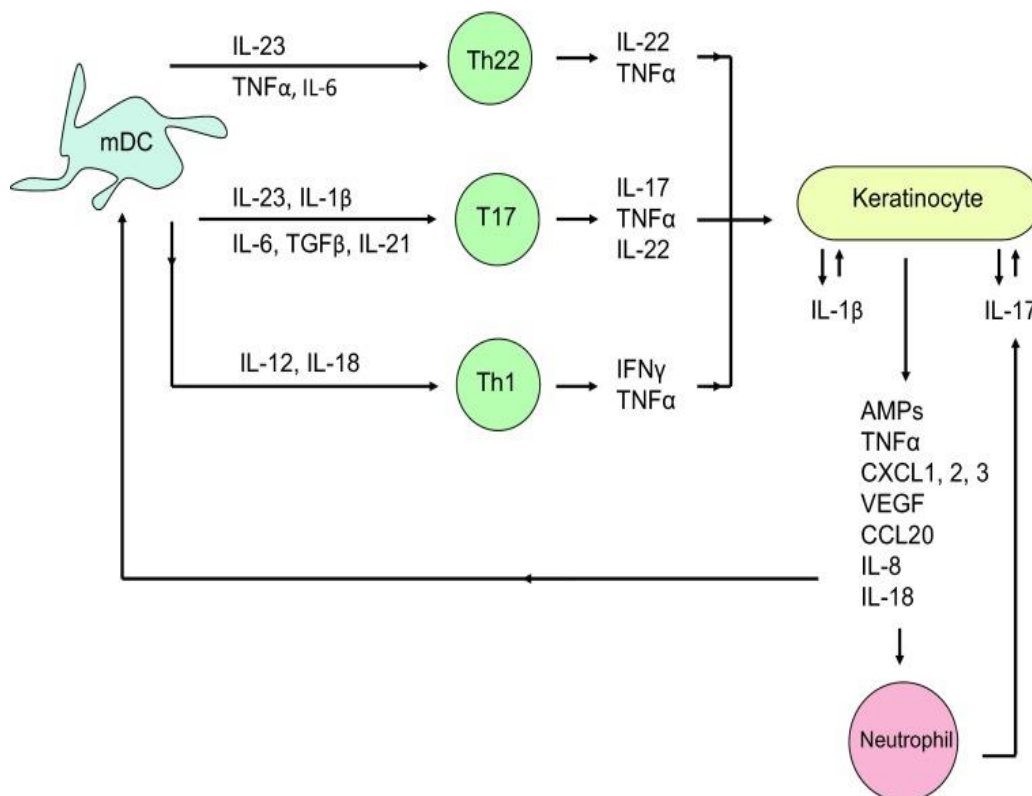 IL-23
TNFα, IL-6
Th22
IL-22
TNFα
mDC
IL-23, IL-1β
IL-6, TGFβ, IL-21
T17
IL-17
TNFα
IL-22
Keratinocyte
IL-1β
IL-17
IL-12, IL-18
Th1
IFNγ
TNFα
AMPs
TNFα
CXCL1, 2, 3
VEGF
CCL20
IL-8
IL-18
Neutrophil